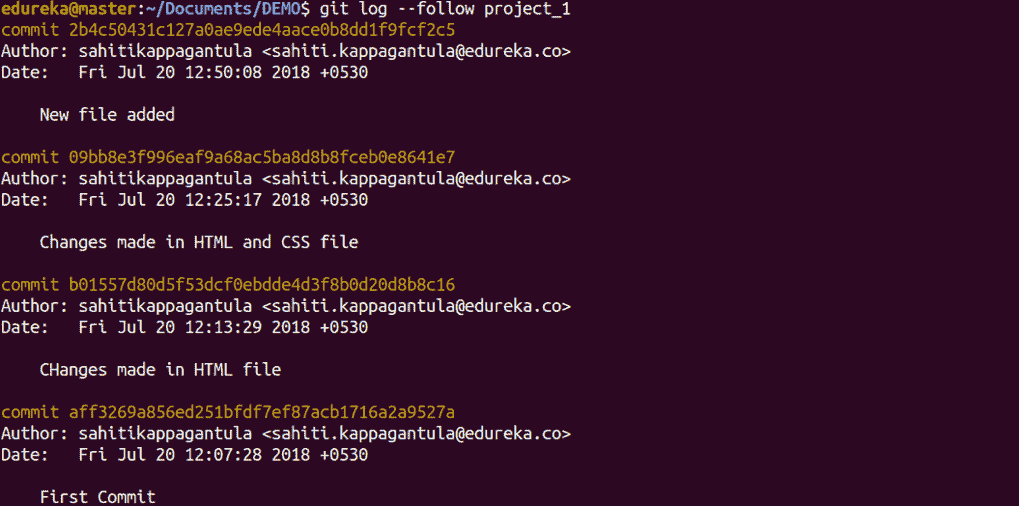 edureka@master:~/Documents/DEMO$ git log --follow project_1
commit 2b4c50431c127a0ae9ede4aace0b8dd1f9fcf2c5
Author: sahitikappagantula <sahiti.kappagantula@edureka.co>
Date:   Fri Jul 20 12:50:08 2018 +0530
New file added
commit 09bb8e3f996eaf9a68ac5ba8d8b8fceb0e8641e7
Author: sahitikappagantula <sahiti.kappagantula@edureka.co>
Date:   Fri Jul 20 12:25:17 2018 +0530
Changes made in HTML and CSS file
commit b01557d80d5f53dcf0ebdde4d3f8b0d20d8b8c16
Author: sahitikappagantula <sahiti.kappagantula@edureka.co>
Date:   Fri Jul 20 12:13:29 2018 +0530
CHanges made in HTML file
commit aff3269a856ed251bfdf7ef87acb1716a2a9527a
Author: sahitikappagantula <sahiti.kappagantula@edureka.co>
Date:   Fri Jul 20 12:07:28 2018 +0530
First Commit